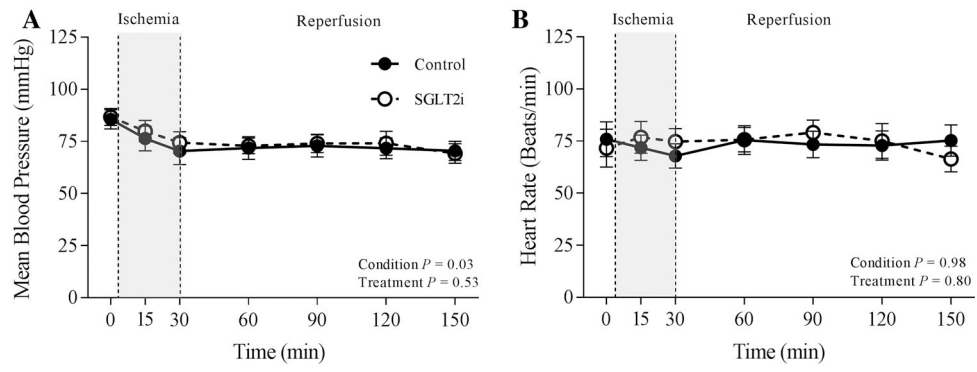 A
Ischemia
Reperfusion
Mean Blood Pressure (mmHg)
125
100
75
50
25
0
Control
SGLT2i
Condition P = 0.03
Treatment P = 0.53
0 15 30 60 90 120 150
Time (min)
B
Ischemia
Reperfusion
Heart Rate (Beats/min)
125
100
75
50
25
0
Condition P = 0.98
Treatment P = 0.80
0 15 30 60 90 120 150
Time (min)